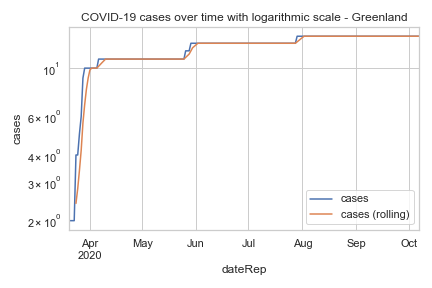 COVID-19 cases over time with logarithmic scale - Greenland
cases
10¹
6 × 10⁰
4 × 10⁰
3 × 10⁰
2 × 10⁰
cases
cases (rolling)
Apr May Jun Jul Aug Sep Oct
2020
dateRep